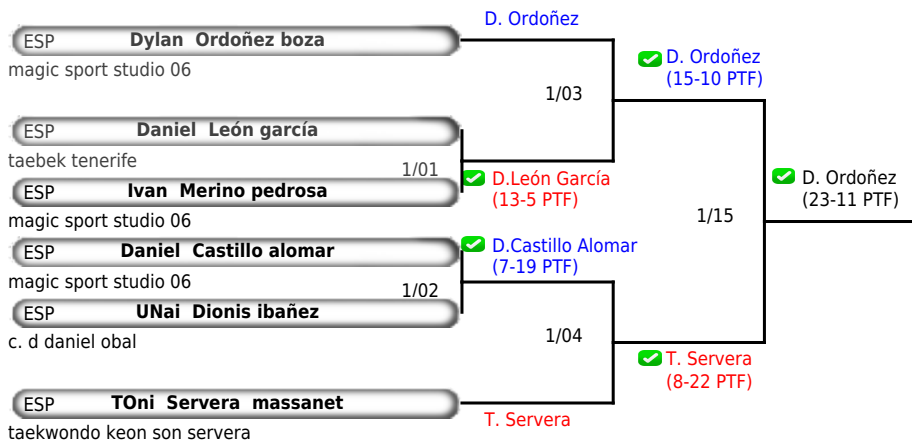 D. Ordoñez
ESP Dylan Ordoñez boza
magic sport studio 06
D. Ordoñez
(15-10 PTF)
1/03
ESP Daniel León garcía
taebek tenerife
1/01
D.León García
(13-5 PTF)
ESP Ivan Merino pedrosa
magic sport studio 06
D. Ordoñez
(23-11 PTF)
1/15
ESP Daniel Castillo alomar
magic sport studio 06
D.Castillo Alomar
(7-19 PTF)
1/02
ESP UNai Dionis ibañez
c. d daniel obal
1/04
T. Servera
(8-22 PTF)
ESP TOni Servera massanet
taekwondo keon son servera
T. Servera